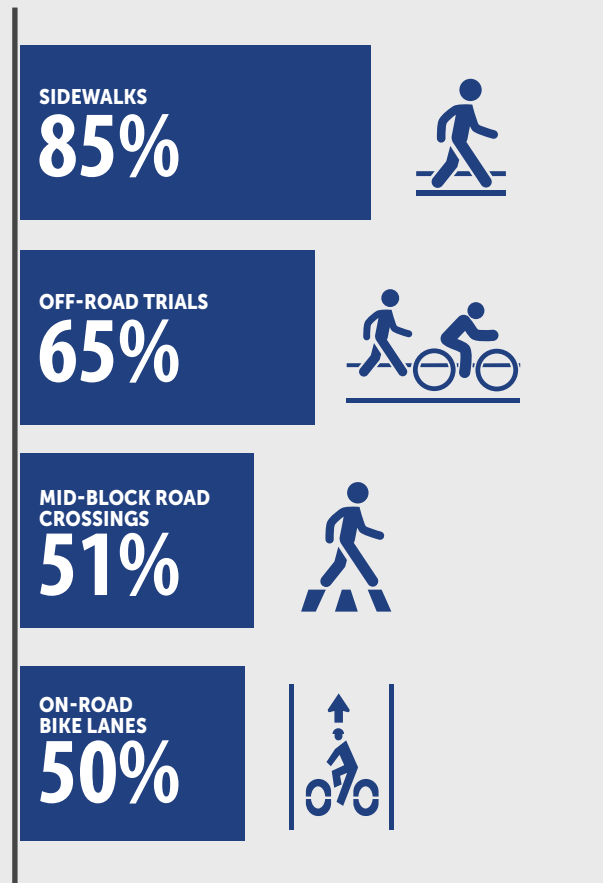 SIDEWALKS
85%
OFF-ROAD TRIALS
65%
MID-BLOCK ROAD
CROSSINGS
51%
ON-ROAD
BIKE LANES
50%